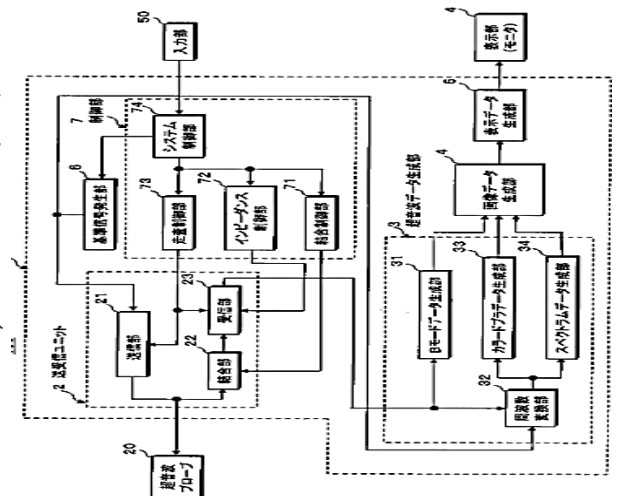 50
入力部
4
表示部
(モニタ)
6
表示データ
生成部
4
画像データ
生成部
7
制御部
74
システム
制御部
8
基準信号発生部
73
走査制御部
72
インピーダンス
制御部
71
結合制御部
超音波データ生成部
3
31
Bモードデータ生成部
33
カラードプラデータ生成部
34
スペクトラムデータ生成部
32
周波数
変換部
送受信ユニット
2
21
送信部
22
結合部
23
受信部
20
超音波
プローブ